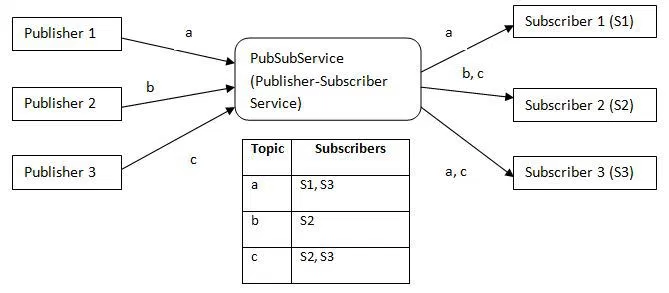 Publisher 1
a
Publisher 2
b
Publisher 3
c
PubSubService
(Publisher-Subscriber
Service)
a
Subscriber 1 (S1)
b, c
Subscriber 2 (S2)
a, c
Subscriber 3 (S3)
Topic Subscribers
a S1, S3
b S2
c S2, S3